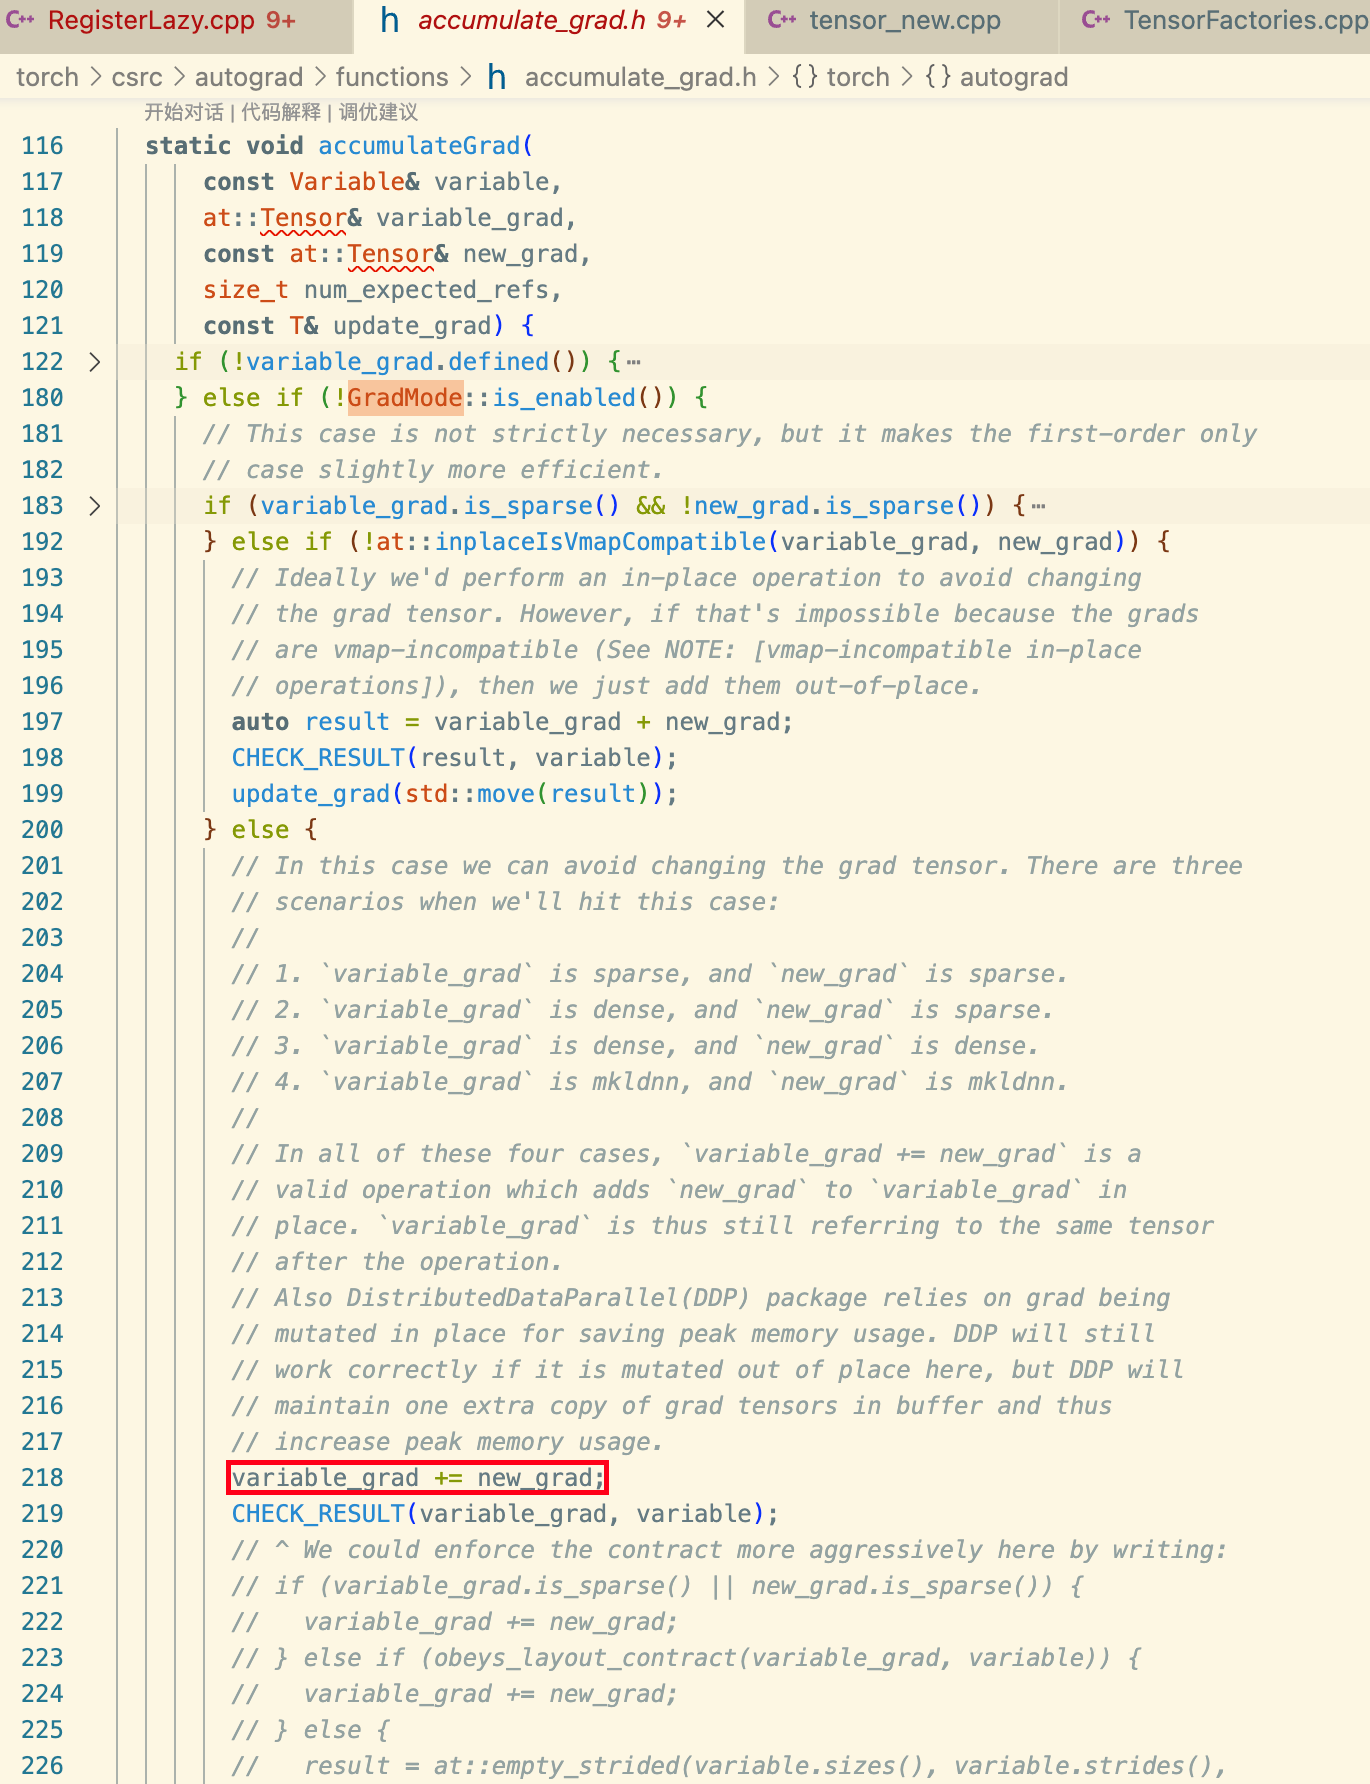 RegisterLazy.cpp 9+ accumulate_grad.h 9+ tensor_new.cpp TensorFactories.cpp
torch > csrc > autograd > functions > accumulate_grad.h > {} torch > {} autograd
开始对话 | 代码解释 | 调优建议
116 static void accumulateGrad(
117 const Variable& variable,
118 at::Tensor& variable_grad,
119 const at::Tensor& new_grad,
120 size_t num_expected_refs,
121 const T& update_grad) {
122 if (!variable_grad.defined()) {…
180 } else if (!GradMode::is_enabled()) {
181 // This case is not strictly necessary, but it makes the first-order only
182 // case slightly more efficient.
183 if (variable_grad.is_sparse() && !new_grad.is_sparse()) {…
192 } else if (!at::inplaceIsVmapCompatible(variable_grad, new_grad)) {
193 // Ideally we'd perform an in-place operation to avoid changing
194 // the grad tensor. However, if that's impossible because the grads
195 // are vmap-incompatible (See NOTE: [vmap-incompatible in-place
196 // operations]), then we just add them out-of-place.
197 auto result = variable_grad + new_grad;
198 CHECK_RESULT(result, variable);
199 update_grad(std::move(result));
200 } else {
201 // In this case we can avoid changing the grad tensor. There are three
202 // scenarios when we'll hit this case:
203 //
204 // 1. `variable_grad` is sparse, and `new_grad` is sparse.
205 // 2. `variable_grad` is dense, and `new_grad` is sparse.
206 // 3. `variable_grad` is dense, and `new_grad` is dense.
207 // 4. `variable_grad` is mkldnn, and `new_grad` is mkldnn.
208 //
209 // In all of these four cases, `variable_grad += new_grad` is a
210 // valid operation which adds `new_grad` to `variable_grad` in
211 // place. `variable_grad` is thus still referring to the same tensor
212 // after the operation.
213 // Also DistributedDataParallel(DDP) package relies on grad being
214 // mutated in place for saving peak memory usage. DDP will still
215 // work correctly if it is mutated out of place here, but DDP will
216 // maintain one extra copy of grad tensors in buffer and thus
217 // increase peak memory usage.
218 variable_grad += new_grad;
219 CHECK_RESULT(variable_grad, variable);
220 // ^ We could enforce the contract more aggressively here by writing:
221 // if (variable_grad.is_sparse() || new_grad.is_sparse()) {
222 // variable_grad += new_grad;
223 // } else if (obeys_layout_contract(variable_grad, variable)) {
224 // variable_grad += new_grad;
225 // } else {
226 // result = at::empty_strided(variable.sizes(), variable.strides(),